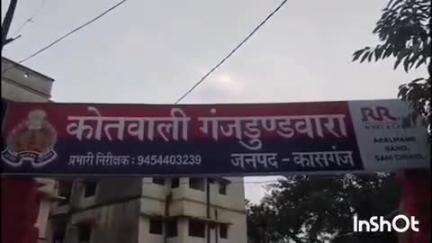 कोतवाली गंजडुण्डवारा
प्रभारी निरीक्षक : 9454403239
जनपद - कासगंज
RR
InShOt